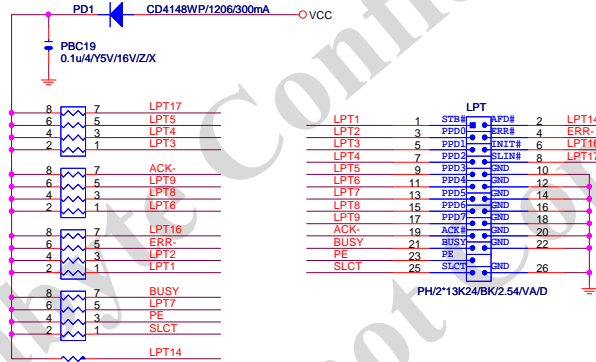 PD1 CD4148WP/1206/300mA VCC
PBC19
0.1u/4/Y5V/16V/Z/X
8 7 LPT17
6 5 LPT5
4 3 LPT4
2 1 LPT3
8 7 ACK-
6 5 LPT9
4 3 LPT8
2 1 LPT6
8 7 LPT16
6 5 ERR-
4 3 LPT2
2 1 LPT1
8 7 BUSY
6 5 LPT7
4 3 PE
2 1 SLCT
LPT14
LPT
LPT1 1 STB# AFD# 2 LPT14
LPT2 3 PPD0 ERR# 4 ERR-
LPT3 5 PPD1 INIT# 6 LPT16
LPT4 7 PPD2 SLIN# 8 LPT17
LPT5 9 PPD3 GND 10
LPT6 11 PPD4 GND 12
LPT7 13 PPD5 GND 14
LPT8 15 PPD6 GND 16
LPT9 17 PPD7 GND 18
ACK- 19 ACK# GND 20
BUSY 21 BUSY GND 22
PE 23 PE
SLCT 25 SLCT GND 26
PH/2*13K24/BK/2.54/VA/D